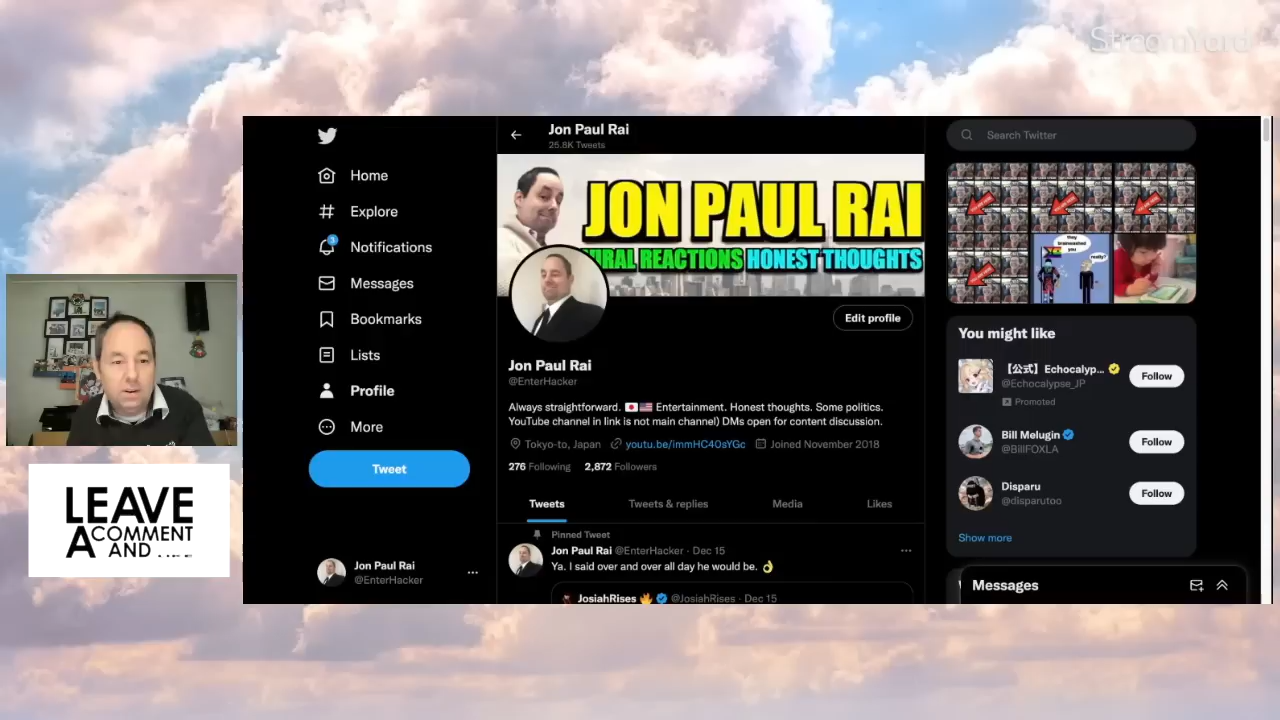 StreamYard
Home
Explore
Notifications
Messages
Bookmarks
Lists
Profile
More
Tweet
Jon Paul Rai
@EnterHacker
...
LEAVE
A COMMENT
AND
Jon Paul Rai
25.8K Tweets
JON PAUL RAI
REACTIONS HONEST THOUGHTS
Edit profile
Jon Paul Rai
@EnterHacker
Always straightforward. 🇯🇵🇺🇸 Entertainment. Honest thoughts. Some politics.
YouTube channel in link is not main channel) DMs open for content discussion.
Tokyo-to, Japan youtu.be/immHC40sYGc Joined November 2018
276 Following 2,872 Followers
Tweets Tweets & replies Media Likes
Pinned Tweet
Jon Paul Rai @EnterHacker · Dec 15 ...
Ya. I said over and over all day he would be. 👌
JosiahRises 🔥 @JosiahRises · Dec 15
Search Twitter
they
brainwashed
you
really?
You might like
【公式】Echocalyp...
@Echocalypse_JP
Promoted
Follow
Bill Melugin
@BillFOXLA
Follow
Disparu
@disparutoo
Follow
Show more
Messages